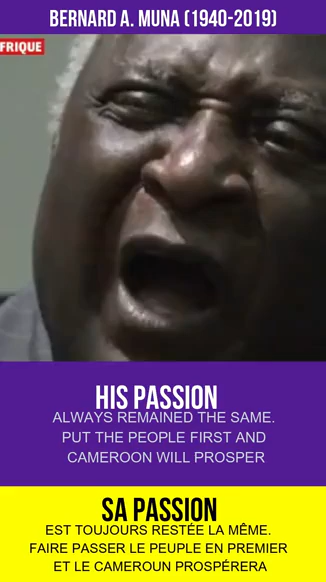 BERNARD A. MUNA (1940-2019)
FRIQUE
HIS PASSION
ALWAYS REMAINED THE SAME.
PUT THE PEOPLE FIRST AND
CAMEROON WILL PROSPER
SA PASSION
EST TOUJOURS RESTÉE LA MÊME.
FAIRE PASSER LE PEUPLE EN PREMIER
ET LE CAMEROUN PROSPÉRERA